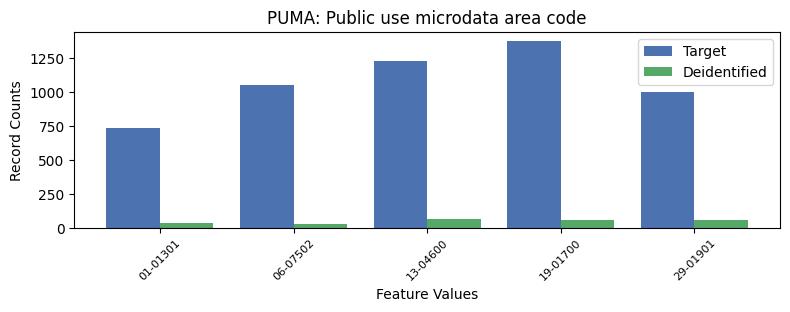 PUMA: Public use microdata area code
Target
Deidentified
Record Counts
1250
1000
750
500
250
0
01-01301
06-07502
13-04600
19-01700
29-01901
Feature Values